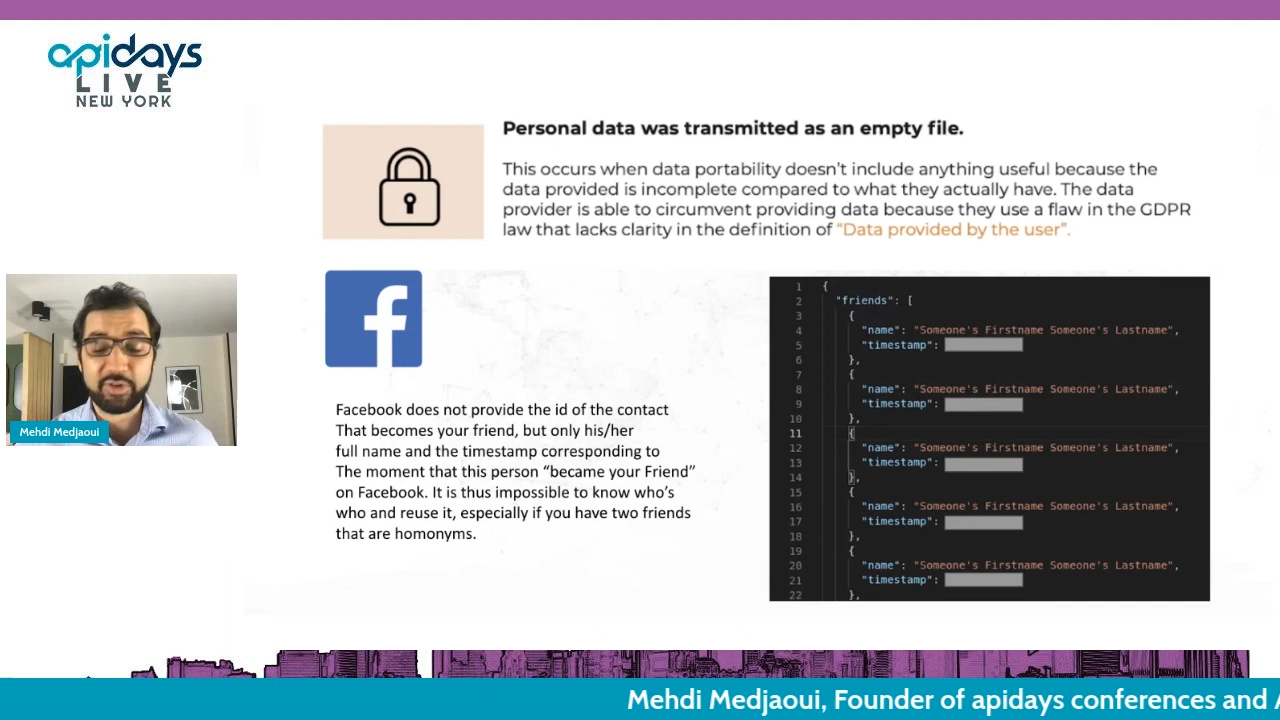 apidays
LIVE
NEW YORK
Personal data was transmitted as an empty file.
This occurs when data portability doesn't include anything useful because the
data provided is incomplete compared to what they actually have. The data
provider is able to circumvent providing data because they use a flaw in the GDPR
law that lacks clarity in the definition of “Data provided by the user”.
f
Facebook does not provide the id of the contact
That becomes your friend, but only his/her
full name and the timestamp corresponding to
The moment that this person “became your Friend”
on Facebook. It is thus impossible to know who's
who and reuse it, especially if you have two friends
that are homonyms.
1 {
2 "friends": [
3 {
4 "name": "Someone's Firstname Someone's Lastname",
5 "timestamp":
6 },
7 {
8 "name": "Someone's Firstname Someone's Lastname",
9 "timestamp":
10 },
11 {
12 "name": "Someone's Firstname Someone's Lastname",
13 "timestamp":
14 },
15 {
16 "name": "Someone's Firstname Someone's Lastname",
17 "timestamp":
18 },
19 {
20 "name": "Someone's Firstname Someone's Lastname",
21 "timestamp":
22 },
Mehdi Medjaoui
Mehdi Medjaoui, Founder of apidays conferences and